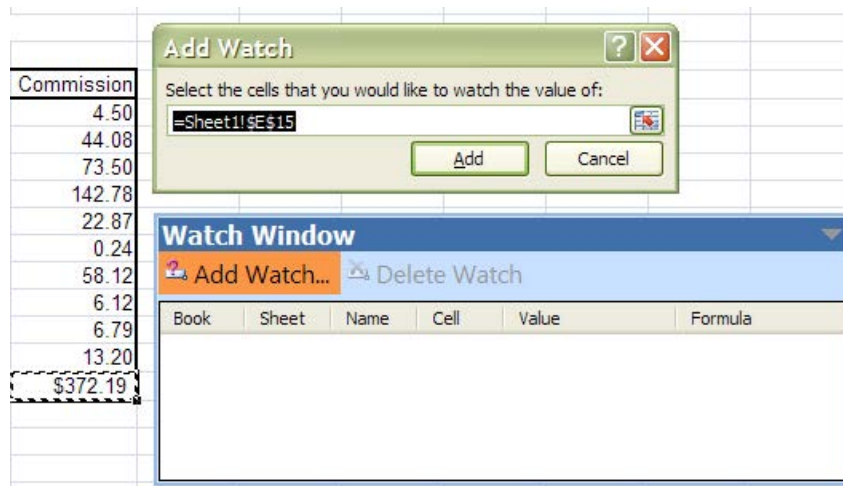 Add Watch
Select the cells that you would like to watch the value of:
=Sheet1!$E$15
Add Cancel
Commission
4.50
44.08
73.50
142.78
22.87
0.24
58.12
6.12
6.79
13.20
$372.19
Watch Window
Add Watch... Delete Watch
Book Sheet Name Cell Value Formula